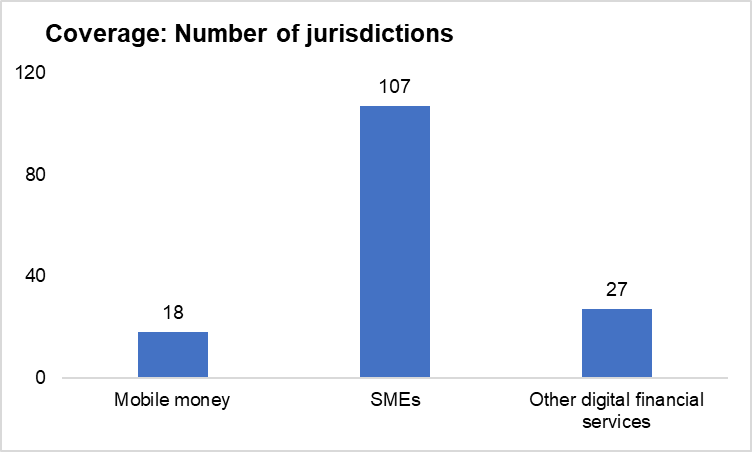 Coverage: Number of jurisdictions
120
80
40
0
107
18
27
Mobile money
SMEs
Other digital financial
services